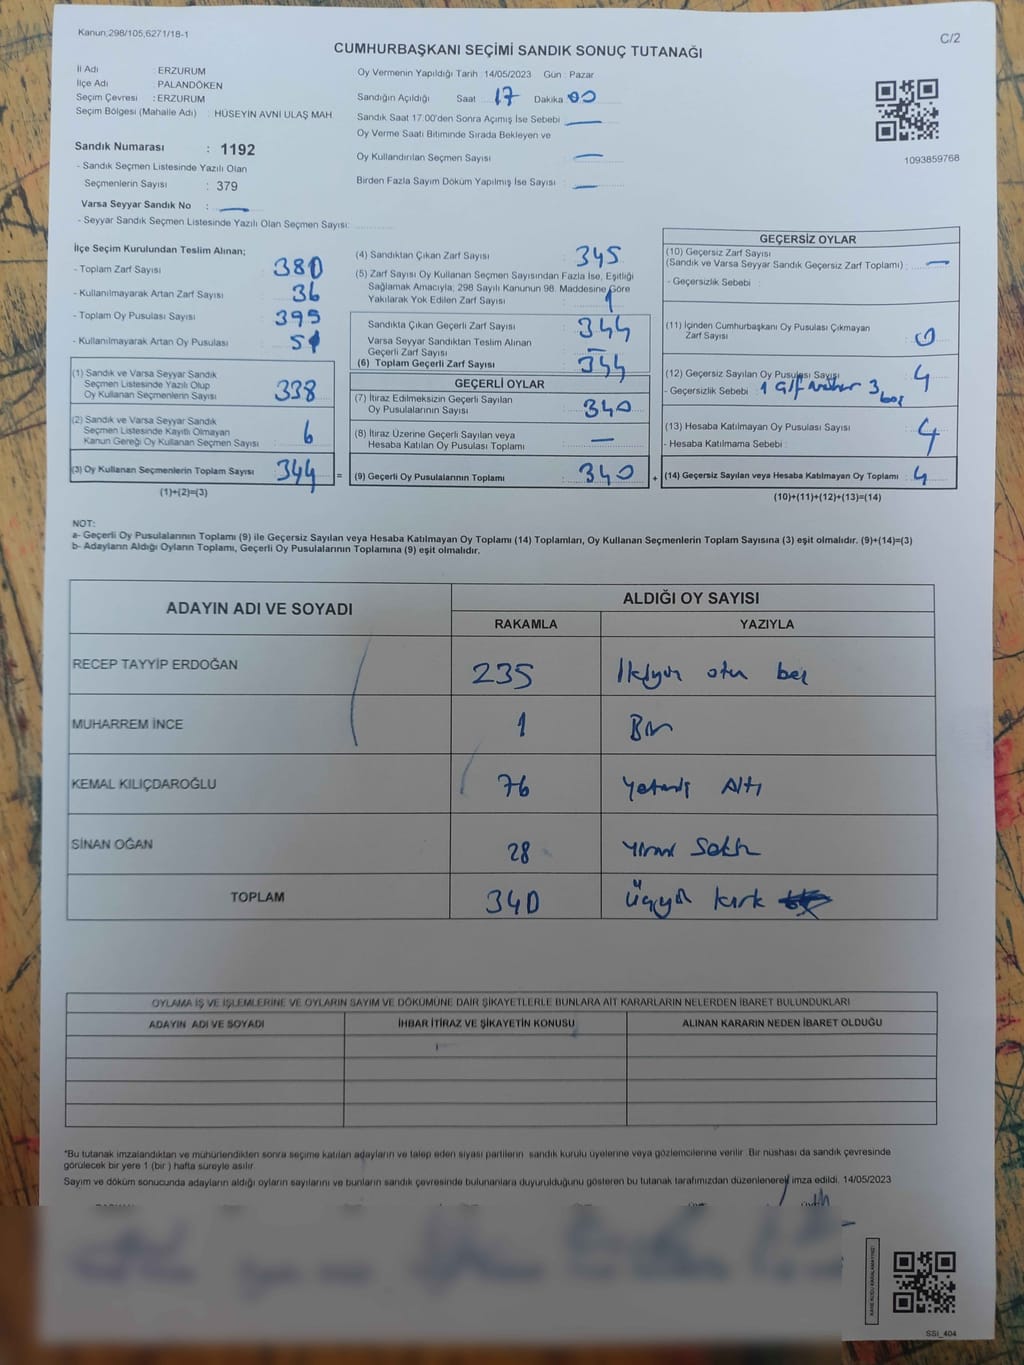 Kanun;298/105,6271/18-1
C/2
CUMHURBAŞKANI SEÇİMİ SANDIK SONUÇ TUTANAĞI
İl Adı : ERZURUM
İlçe Adı : PALANDÖKEN
Seçim Çevresi : ERZURUM
Seçim Bölgesi (Mahalle Adı) : HÜSEYİN AVNİ ULAŞ MAH.
Sandık Numarası : 1192
- Sandık Seçmen Listesinde Yazılı Olan
Seçmenlerin Sayısı : 379
Varsa Seyyar Sandık No : —
- Seyyar Sandık Seçmen Listesinde Yazılı Olan Seçmen Sayısı:
Oy Vermenin Yapıldığı Tarih :14/05/2023 Gün : Pazar
Sandığın Açıldığı Saat 17 Dakika 00
Sandık Saat 17.00'den Sonra Açımış İse Sebebi —
Oy Verme Saati Bitiminde Sırada Bekleyen ve
Oy Kullandırılan Seçmen Sayısı —
Birden Fazla Sayım Döküm Yapılmış İse Sayısı : —
1093859768
İlçe Seçim Kurulundan Teslim Alınan;
- Toplam Zarf Sayısı : 380
- Kullanılmayarak Artan Zarf Sayısı : 36
- Toplam Oy Pusulası Sayısı : 395
- Kullanılmayarak Artan Oy Pusulası : 51
(1) Sandık ve Varsa Seyyar Sandık
Seçmen Listesinde Yazılı Olup
Oy Kullanan Seçmenlerin Sayısı : 338
(2) Sandık ve Varsa Seyyar Sandık
Seçmen Listesinde Kayıtlı Olmayan
Kanun Gereği Oy Kullanan Seçmen Sayısı : 6
(3) Oy Kullanan Seçmenlerin Toplam Sayısı : 344 =
(1)+(2)=(3)
(4) Sandıktan Çıkan Zarf Sayısı : 345
(5) Zarf Sayısı Oy Kullanan Seçmen Sayısından Fazla İse, Eşitliği
Sağlamak Amacıyla, 298 Sayılı Kanunun 98. Maddesine Göre
Yakılarak Yok Edilen Zarf Sayısı : 1
Sandıkta Çıkan Geçerli Zarf Sayısı : 344
Varsa Seyyar Sandıktan Teslim Alınan
Geçerli Zarf Sayısı : —
(6) Toplam Geçerli Zarf Sayısı : 344
GEÇERLİ OYLAR
(7) İtiraz Edilmeksizin Geçerli Sayılan
Oy Pusulalarının Sayısı : 340
(8) İtiraz Üzerine Geçerli Sayılan veya
Hesaba Katılan Oy Pusulası Toplamı : —
(9) Geçerli Oy Pusulalarının Toplamı : 340 +
GEÇERSİZ OYLAR
(10) Geçersiz Zarf Sayısı
(Sandık ve Varsa Seyyar Sandık Geçersiz Zarf Toplamı) : —
- Geçersizlik Sebebi :
(11) İçinden Cumhurbaşkanı Oy Pusulası Çıkmayan
Zarf Sayısı : 0
(12) Geçersiz Sayılan Oy Pusulası Sayısı : 4
- Geçersizlik Sebebi : 1 Çift mühür 3 boş
(13) Hesaba Katılmayan Oy Pusulası Sayısı : 4
- Hesaba Katılmama Sebebi :
(14) Geçersiz Sayılan veya Hesaba Katılmayan Oy Toplamı : 4
(10)+(11)+(12)+(13)=(14)
NOT:
a- Geçerli Oy Pusulalarının Toplamı (9) ile Geçersiz Sayılan veya Hesaba Katılmayan Oy Toplamı (14) Toplamları, Oy Kullanan Seçmenlerin Toplam Sayısına (3) eşit olmalıdır. (9)+(14)=(3)
b- Adayların Aldığı Oyların Toplamı, Geçerli Oy Pusulalarının Toplamına (9) eşit olmalıdır.
ADAYIN ADI VE SOYADI
ALDIĞI OY SAYISI
RAKAMLA YAZIYLA
RECEP TAYYİP ERDOĞAN 235 İkiyüz otuz beş
MUHARREM İNCE 1 Bir
KEMAL KILIÇDAROĞLU 76 Yetmiş Altı
SİNAN OĞAN 28 yirmi Sekiz
TOPLAM 340 Üçyüz kırk
OYLAMA İŞ VE İŞLEMLERİNE VE OYLARIN SAYIM VE DÖKÜMÜNE DAİR ŞİKAYETLERLE BUNLARA AİT KARARLARIN NELERDEN İBARET BULUNDUKLARI
ADAYIN ADI VE SOYADI İHBAR İTİRAZ VE ŞİKAYETİN KONUSU ALINAN KARARIN NEDEN İBARET OLDUĞU
*Bu tutanak imzalandıktan ve mühürlendikten sonra seçime katılan adayların ve talep eden siyasi partilerin sandık kurulu üyelerine veya gözlemcilerine verilir. Bir nüshası da sandık çevresinde
görülecek bir yere 1 (bir ) hafta süreyle asılır.
Sayım ve döküm sonucunda adayların aldığı oyların sayılarını ve bunların sandık çevresinde bulunanlara duyurulduğunu gösteren bu tutanak tarafımızdan düzenlenerek imza edildi. 14/05/2023
KARE KODU KARALAMAYINIZ!
SSI_404